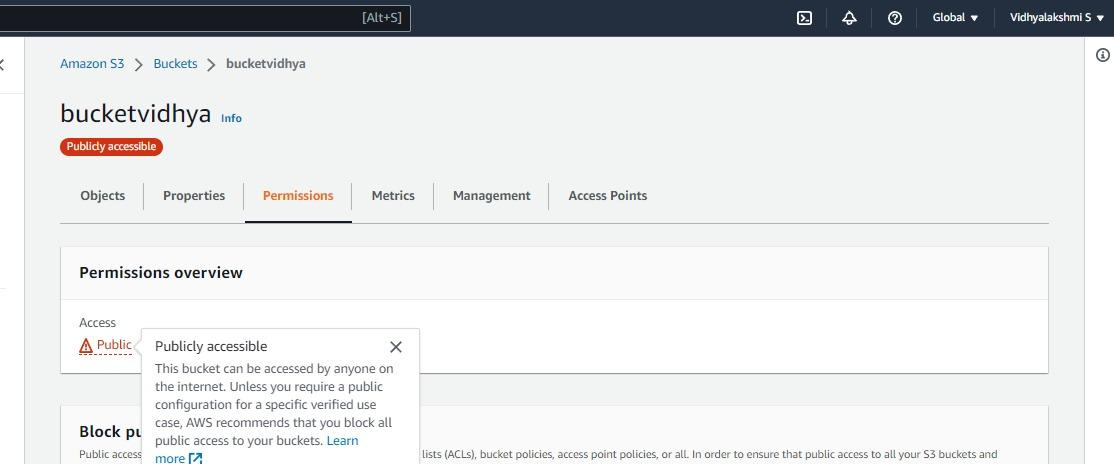 [Alt+S]
Global
Vidhyalakshmi S
Amazon S3
Buckets
bucketvidhya
bucketvidhya Info
Publicly accessible
Objects
Properties
Permissions
Metrics
Management
Access Points
Permissions overview
Access
Public
Publicly accessible
This bucket can be accessed by anyone on
the internet. Unless you require a public
configuration for a specific verified use
case, AWS recommends that you block all
public access to your buckets. Learn
more
Block pu
Public access
lists (ACLs), bucket policies, access point policies, or all. In order to ensure that public access to all your S3 buckets and